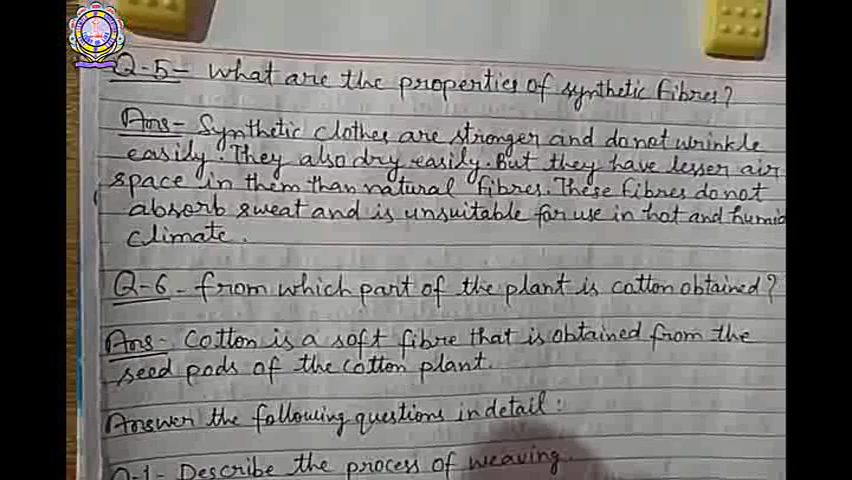 Q-5- What are the properties of synthetic fibres?
Ans- Synthetic clothes are stronger and do not wrinkle
easily. They also dry easily. But they have lesser air
space in them than natural fibres. These fibres do not
absorb sweat and is unsuitable for use in hot and humid
climate.
Q-6- from which part of the plant is cotton obtained?
Ans- Cotton is a soft fibre that is obtained from the
seed pods of the cotton plant.
Answer the following questions in detail:
Q-1- Describe the process of weaving.